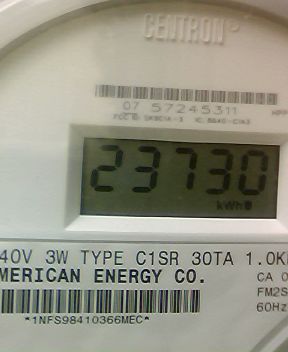 CENTRON
07 57245311
23730
kWh
40V 3W TYPE C1SR 30TA 1.0K
MERICAN ENERGY CO.
CA 0
FM2S
60Hz
*1NFS98410366MEC*